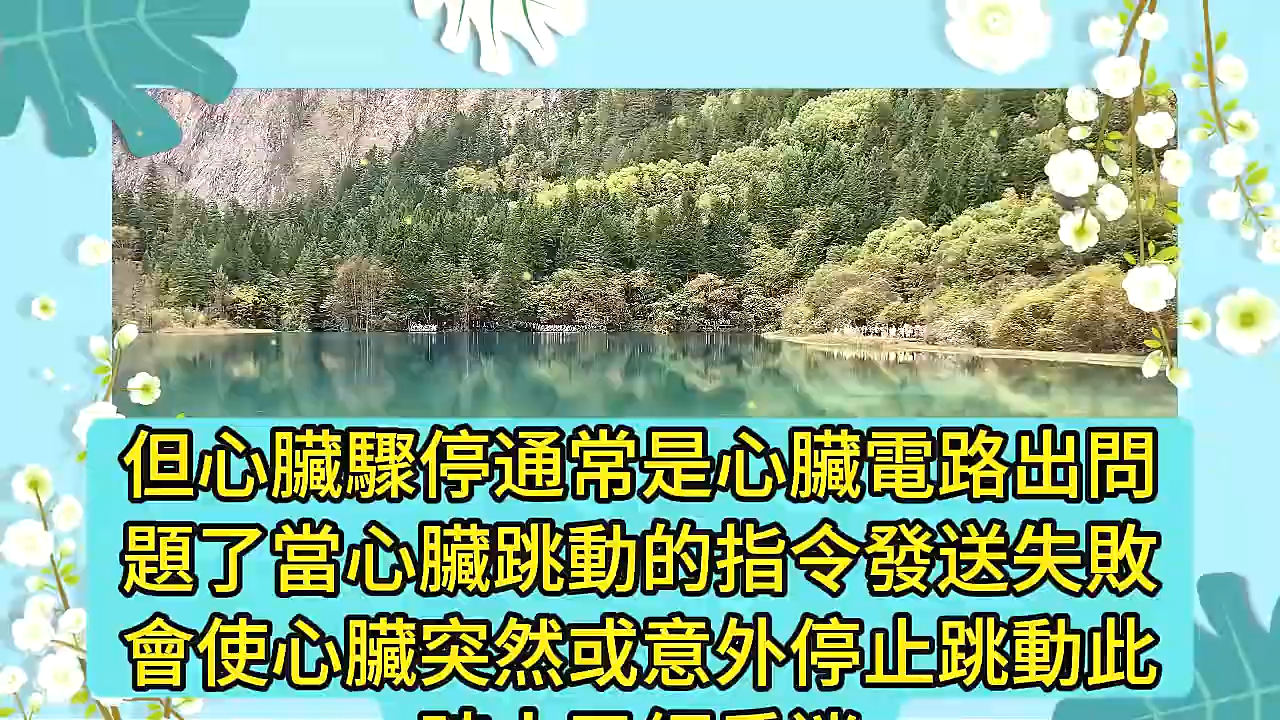 但心臟驟停通常是心臟電路出問
題了當心臟跳動的指令發送失敗
會使心臟突然或意外停止跳動此